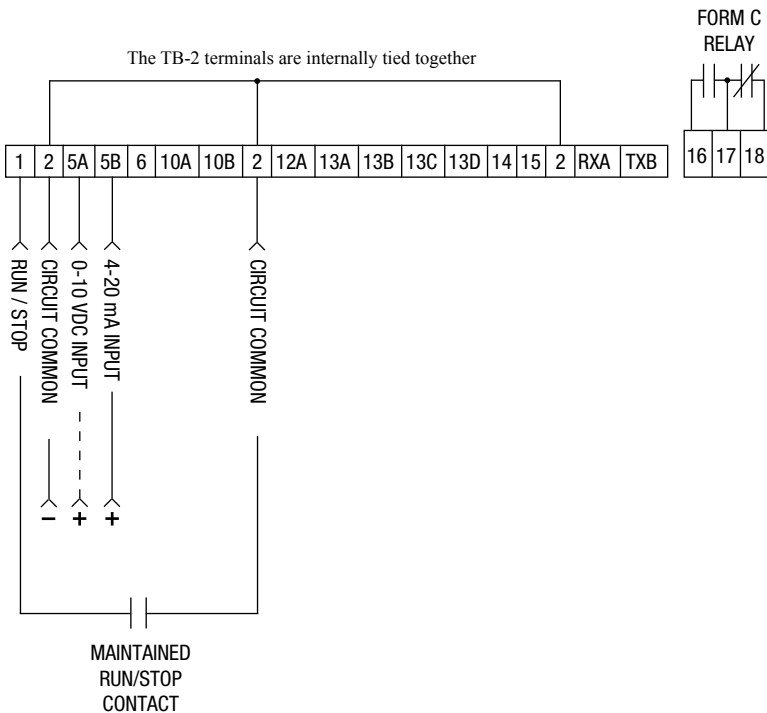 FORM C
RELAY
The TB-2 terminals are internally tied together
1 2 5A 5B 6 10A 10B 2 12A 13A 13B 13C 13D 14 15 2 RXA TXB
16 17 18
RUN / STOP
CIRCUIT COMMON
0-10 VDC INPUT
4-20 mA INPUT
CIRCUIT COMMON
– + +
MAINTAINED
RUN/STOP
CONTACT